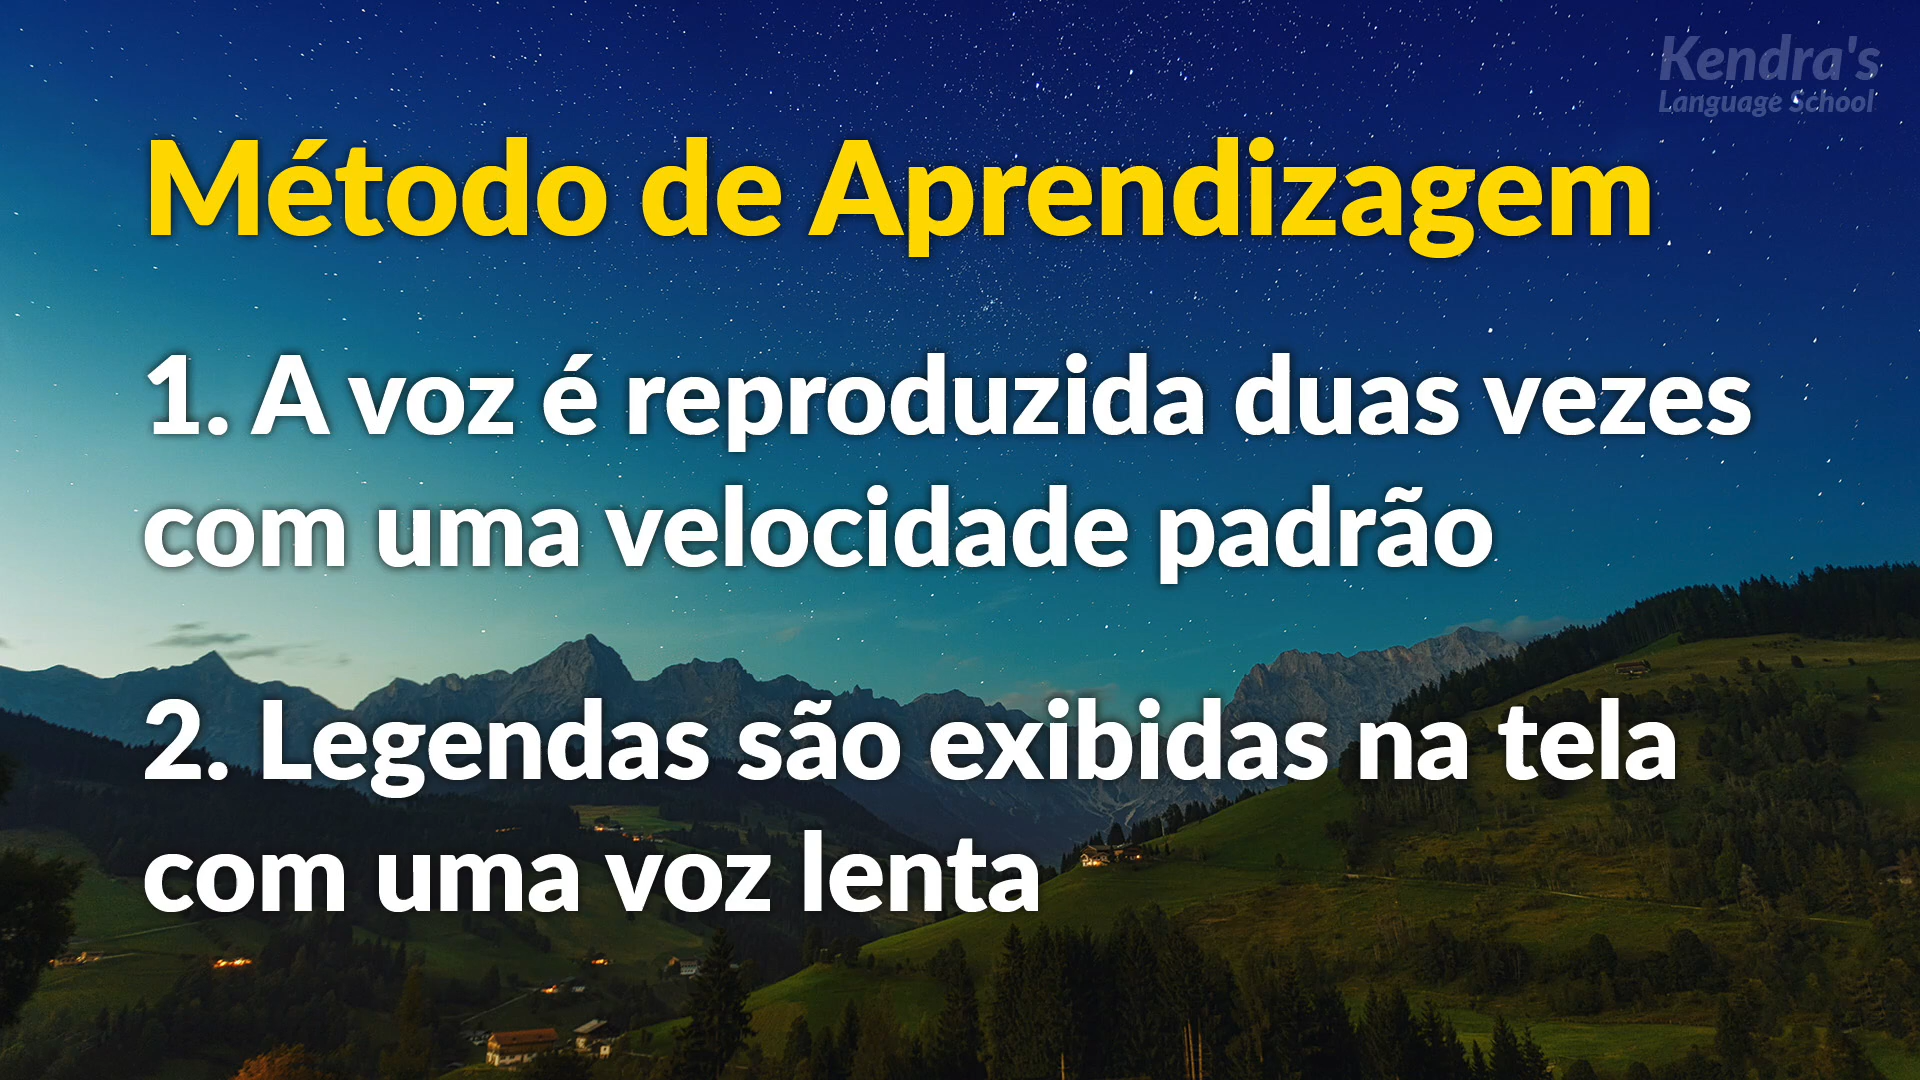 Kendra's
Language School
Método de Aprendizagem
1. A voz é reproduzida duas vezes
com uma velocidade padrão
2. Legendas são exibidas na tela
com uma voz lenta